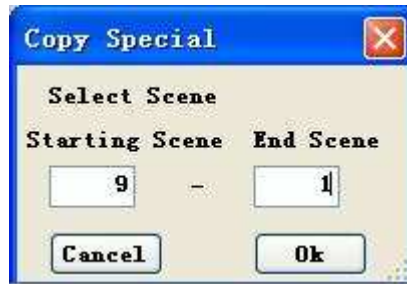 Copy Special
Select Scene
Starting Scene End Scene
9 - 1
Cancel Ok